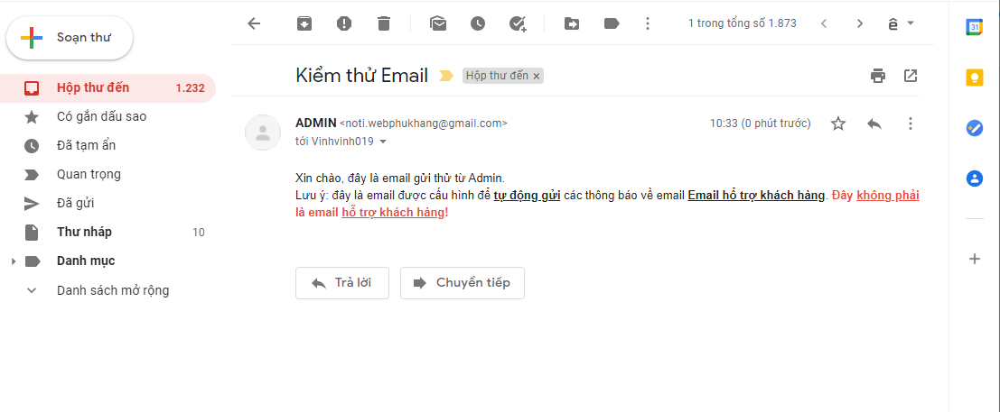 Soạn thư
1 trong tổng số 1.873
ê
31
Kiểm thử Email
Hộp thư đến ×
Hộp thư đến 1.232
Có gắn dấu sao
Đã tạm ẩn
Quan trọng
Đã gửi
Thư nháp 10
Danh mục
Danh sách mở rộng
ADMIN <noti.webphukhang@gmail.com>
10:33 (0 phút trước)
tới Vinhvinh019
Xin chào, đây là email gửi thử từ Admin.
Lưu ý: đây là email được cấu hình để tự động gửi các thông báo về email Email hổ trợ khách hàng. Đây không phải
là email hổ trợ khách hàng!
Trả lời
Chuyển tiếp